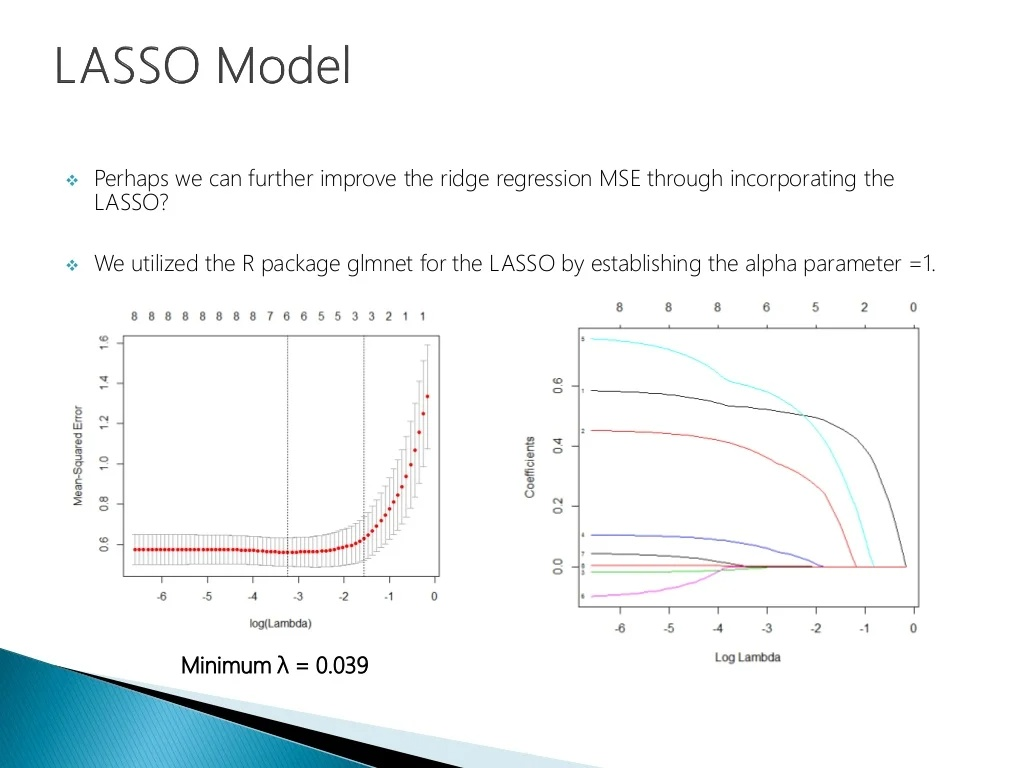 LASSO Model
Perhaps we can further improve the ridge regression MSE through incorporating the
LASSO?
We utilized the R package glmnet for the LASSO by establishing the alpha parameter =1.
8 8 8 8 8 8 8 8 7 6 6 5 5 3 3 2 1 1
1.6
1.4
1.2
1.0
0.8
0.6
Mean-Squared Error
-6 -5 -4 -3 -2 -1 0
log(Lambda)
Minimum λ = 0.039
8 8 8 6 5 2 0
0.6
0.4
0.2
0.0
Coefficients
1
2
7
-6 -5 -4 -3 -2 -1 0
Log Lambda